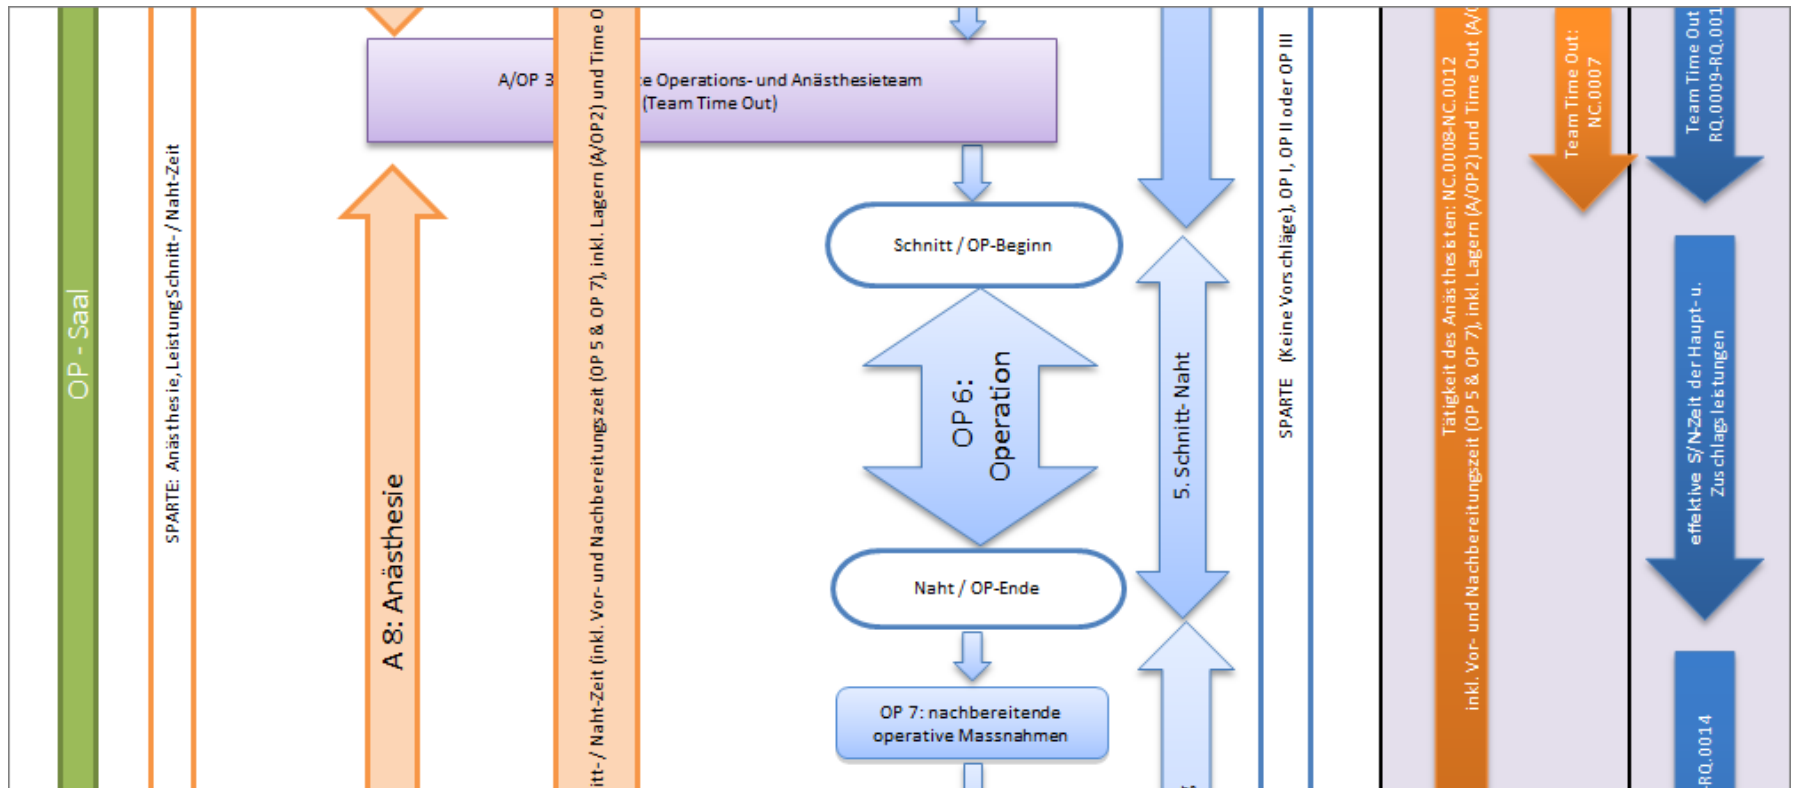 OP - Saal
SPARTE: Anästhesie, Leistung Schnitt- / Naht-Zeit
A 8: Anästhesie
A/OP 3
te Operations- und Anästhesieteam
(Team Time Out)
itt- / Naht-Zeit (inkl. Vor- und Nachbereitungszeit (OP 5 & OP 7), inkl. Lagern (A/OP2) und Time O
Schnitt / OP-Beginn
OP 6:
Operation
Naht / OP-Ende
OP 7: nachbereitende
operative Massnahmen
5. Schnitt- Naht
SPARTE (Keine Vorschläge), OP I, OP II oder OP III
Tätigkeit des Anästhesisten: NC.0008-NC.0012
inkl. Vor- und Nachbereitungszeit (OP 5 & OP 7), inkl. Lagern (A/OP2) und Time Out (A/O
Team Time Out:
NC.0007
Team Time Out
RQ.0009-RQ.001
effektive S/N-Zeit der Haupt- u.
Zuschlagsleistungen
-RQ.0014